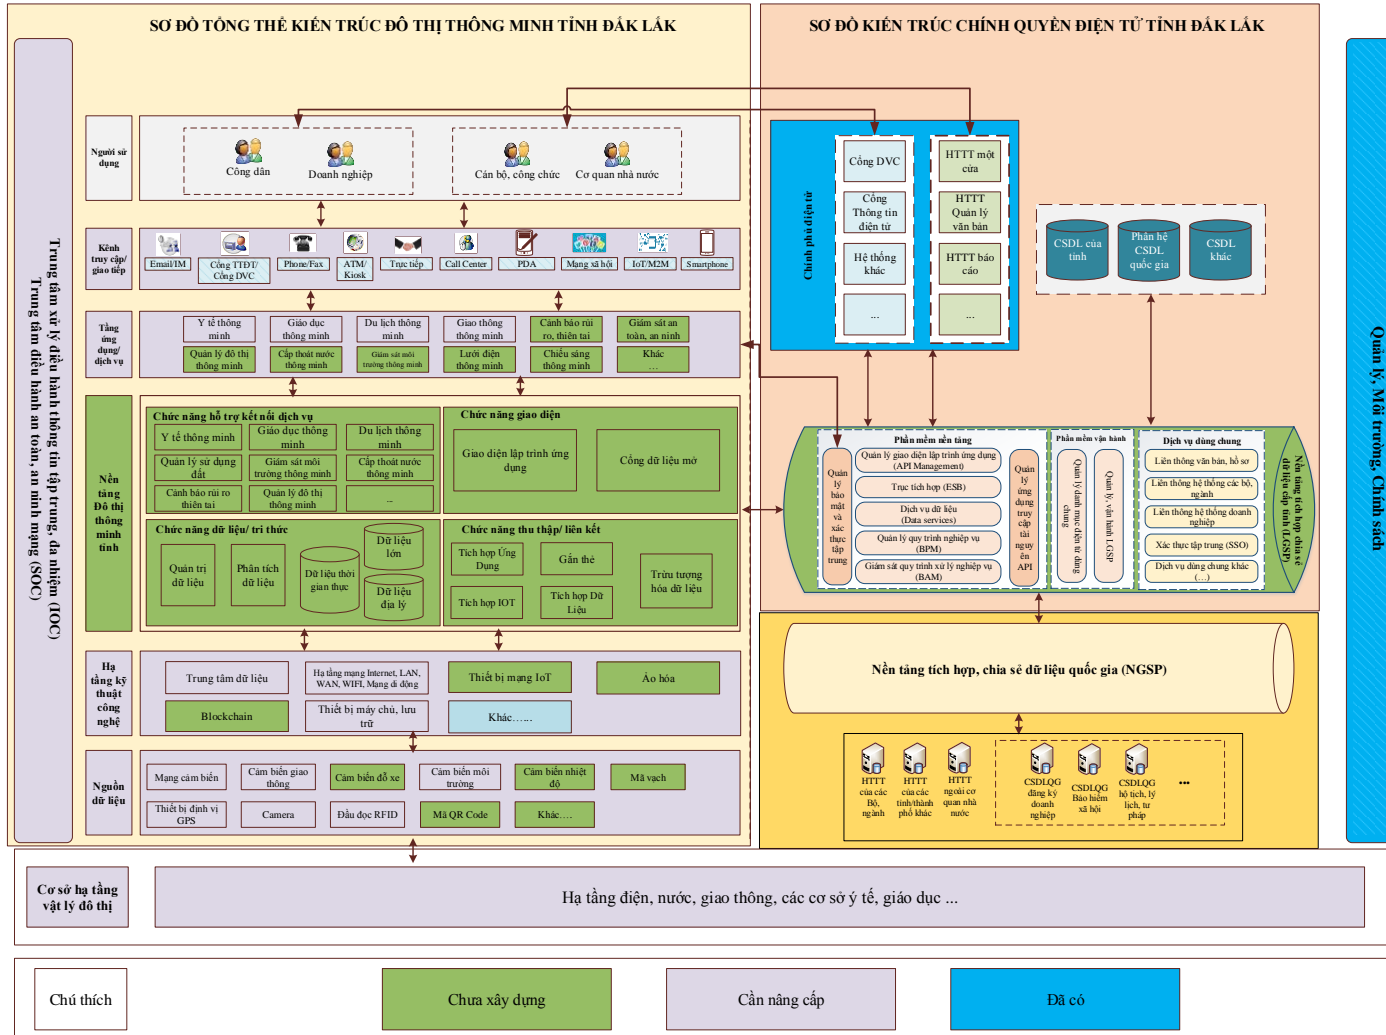 SƠ ĐỒ TỔNG THỂ KIẾN TRÚC ĐÔ THỊ THÔNG MINH TỈNH ĐẮK LẮK
Trung tâm xử lý điều hành thông tin tập trung, đa nhiệm (IOC)
Trung tâm điều hành an toàn, an ninh mạng (SOC)
Người sử
dụng
Công dân
Doanh nghiệp
Cán bộ, công chức
Cơ quan nhà nước
Kênh
truy cập/
giao tiếp
Email/IM
Cổng TTĐT/
Cổng DVC
Phone/Fax
ATM/
Kiosk
Trực tiếp
Call Center
PDA
Mạng xã hội
IoT/M2M
Smartphone
Tầng
ứng
dụng/
dịch vụ
Y tế thông
minh
Giáo dục
thông minh
Du lịch thông
minh
Giao thông
thông minh
Cảnh báo rủi
ro, thiên tai
Giám sát an
toàn, an ninh
Quản lý đô thị
thông minh
Cấp thoát nước
thông minh
Giám sát môi
trường thông minh
Lưới điện
thông minh
Chiếu sáng
thông minh
Khác
...
Nền
tảng
Đô thị
thông
minh
tỉnh
Chức năng hỗ trợ kết nối dịch vụ
Y tế thông minh
Giáo dục thông
minh
Du lịch thông
minh
Quản lý sử dụng
đất
Giám sát môi
trường thông minh
Cấp thoát nước
thông minh
Cảnh báo rủi ro
thiên tai
Quản lý đô thị
thông minh
...
Chức năng giao diện
Giao diện lập trình ứng
dụng
Cổng dữ liệu mở
Chức năng dữ liệu/ tri thức
Quản trị
dữ liệu
Phân tích
dữ liệu
Dữ liệu thời
gian thực
Dữ liệu
lớn
Dữ liệu
địa lý
Chức năng thu thập/ liên kết
Tích hợp Ứng
Dụng
Gắn thẻ
Tích hợp IOT
Tích hợp Dữ
Liệu
Trừu tượng
hóa dữ liệu
Hạ
tầng kỹ
thuật
công
nghệ
Trung tâm dữ liệu
Hạ tầng mạng Internet, LAN,
WAN, WIFI, Mạng di động
Thiết bị mạng IoT
Ảo hóa
Blockchain
Thiết bị máy chủ, lưu
trữ
Khác......
Nguồn
dữ liệu
Mạng cảm biến
Cảm biến giao
thông
Cảm biến đỗ xe
Cảm biến môi
trường
Cảm biến nhiệt
độ
Mã vạch
Thiết bị định vị
GPS
Camera
Đầu đọc RFID
Mã QR Code
Khác....
SƠ ĐỒ KIẾN TRÚC CHÍNH QUYỀN ĐIỆN TỬ TỈNH ĐẮK LẮK
Chính phủ điện tử
Cổng DVC
Cổng
Thông tin
điện tử
Hệ thống
khác
...
HTTT một
cửa
HTTT
Quản lý
văn bản
HTTT báo
cáo
...
CSDL của
tỉnh
Phân hệ
CSDL
quốc gia
CSDL
khác
Phần mềm nền tảng
Quản
lý
bảo
mật
và
xác
thực
tập
trung
Quản lý giao diện lập trình ứng dụng
(API Management)
Trục tích hợp (ESB)
Dịch vụ dữ liệu
(Data services)
Quản lý quy trình nghiệp vụ
(BPM)
Giám sát quy trình xử lý nghiệp vụ
(BAM)
Quản
lý
ứng
dụng
truy
cập
tài
nguyên
API
Phần mềm vận hành
Quản lý danh mục điện tử dùng
chung
Quản lý, vận hành LGSP
Dịch vụ dùng chung
Liên thông văn bản, hồ sơ
Liên thông hệ thống các bộ,
ngành
Liên thông hệ thống doanh
nghiệp
Xác thực tập trung (SSO)
Dịch vụ dùng chung khác
(…)
Nền tảng tích hợp chia sẻ
dữ liệu cấp tỉnh (LGSP)
Nền tảng tích hợp, chia sẻ dữ liệu quốc gia (NGSP)
HTTT
của các
Bộ,
ngành
HTTT
của các
tỉnh/thành
phố khác
HTTT
ngoài cơ
quan nhà
nước
CSDLQG
đăng ký
doanh
nghiệp
CSDLQG
Bảo hiểm
xã hội
CSDLQG
hộ tịch, lý
lịch, tư
pháp
...
Quản lý, Môi trường, Chính sách
Cơ sở hạ tầng
vật lý đô thị
Hạ tầng điện, nước, giao thông, các cơ sở ý tế, giáo dục ...
Chú thích
Chưa xây dựng
Cần nâng cấp
Đã có